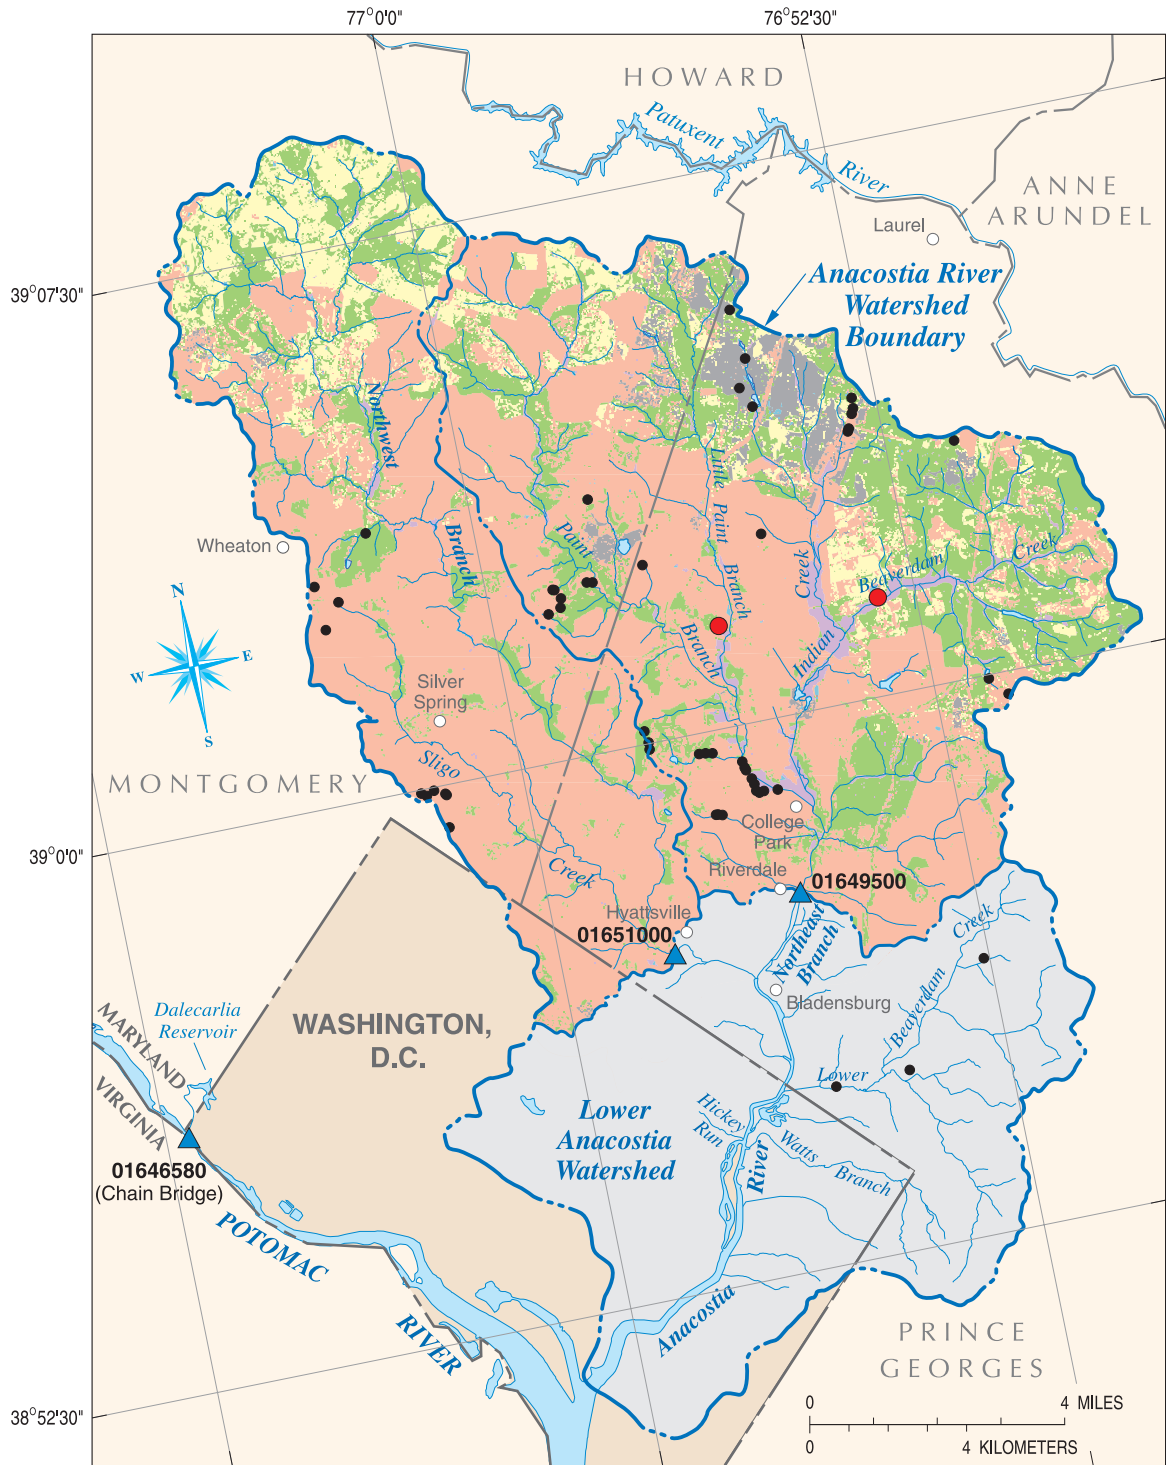 77°0'0"
76°52'30"
HOWARD
Patuxent
River
ANNE
ARUNDEL
Laurel
Anacostia River
Watershed
Boundary
39°07'30"
Northwest
Branch
Little Paint Branch
Paint
Branch
Creek
Indian
Beaverdam
Creek
Wheaton
N
W
E
S
Silver
Spring
Sligo
Creek
MONTGOMERY
College
Park
39°0'0"
Riverdale
01649500
Hyattsville
01651000
Northeast
Branch
Creek
Beaverdam
Lower
Bladensburg
Dalecarlia
Reservoir
MARYLAND
VIRGINIA
WASHINGTON,
D.C.
Lower
Anacostia
Watershed
Hickey
Run
Watts
Branch
River
Anacostia
01646580
(Chain Bridge)
POTOMAC
RIVER
PRINCE
GEORGES
38°52'30"
0 4 MILES
0 4 KILOMETERS